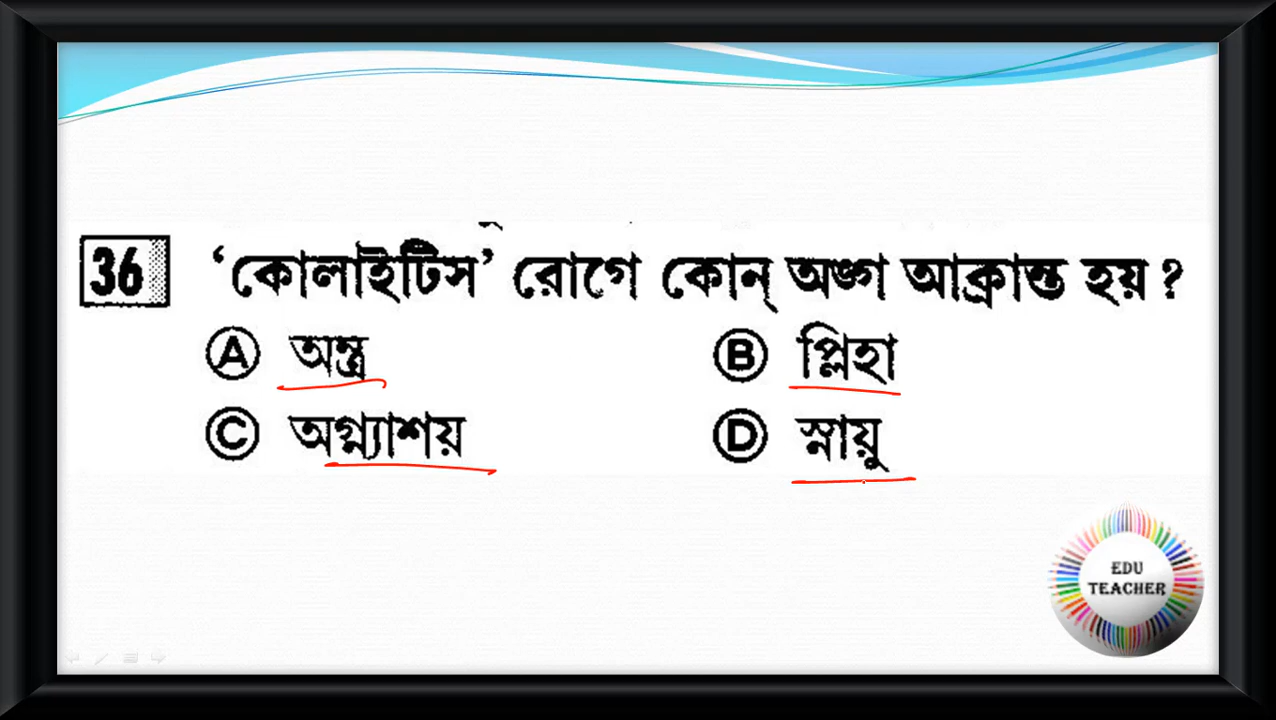 36 ‘কোলাইটিস’ রোগে কোন্ অঙ্গ আক্রান্ত হয় ?
Ⓐ অন্ত্র Ⓑ প্লিহা
Ⓒ অগ্ন্যাশয় Ⓓ স্নায়ু
EDU
TEACHER